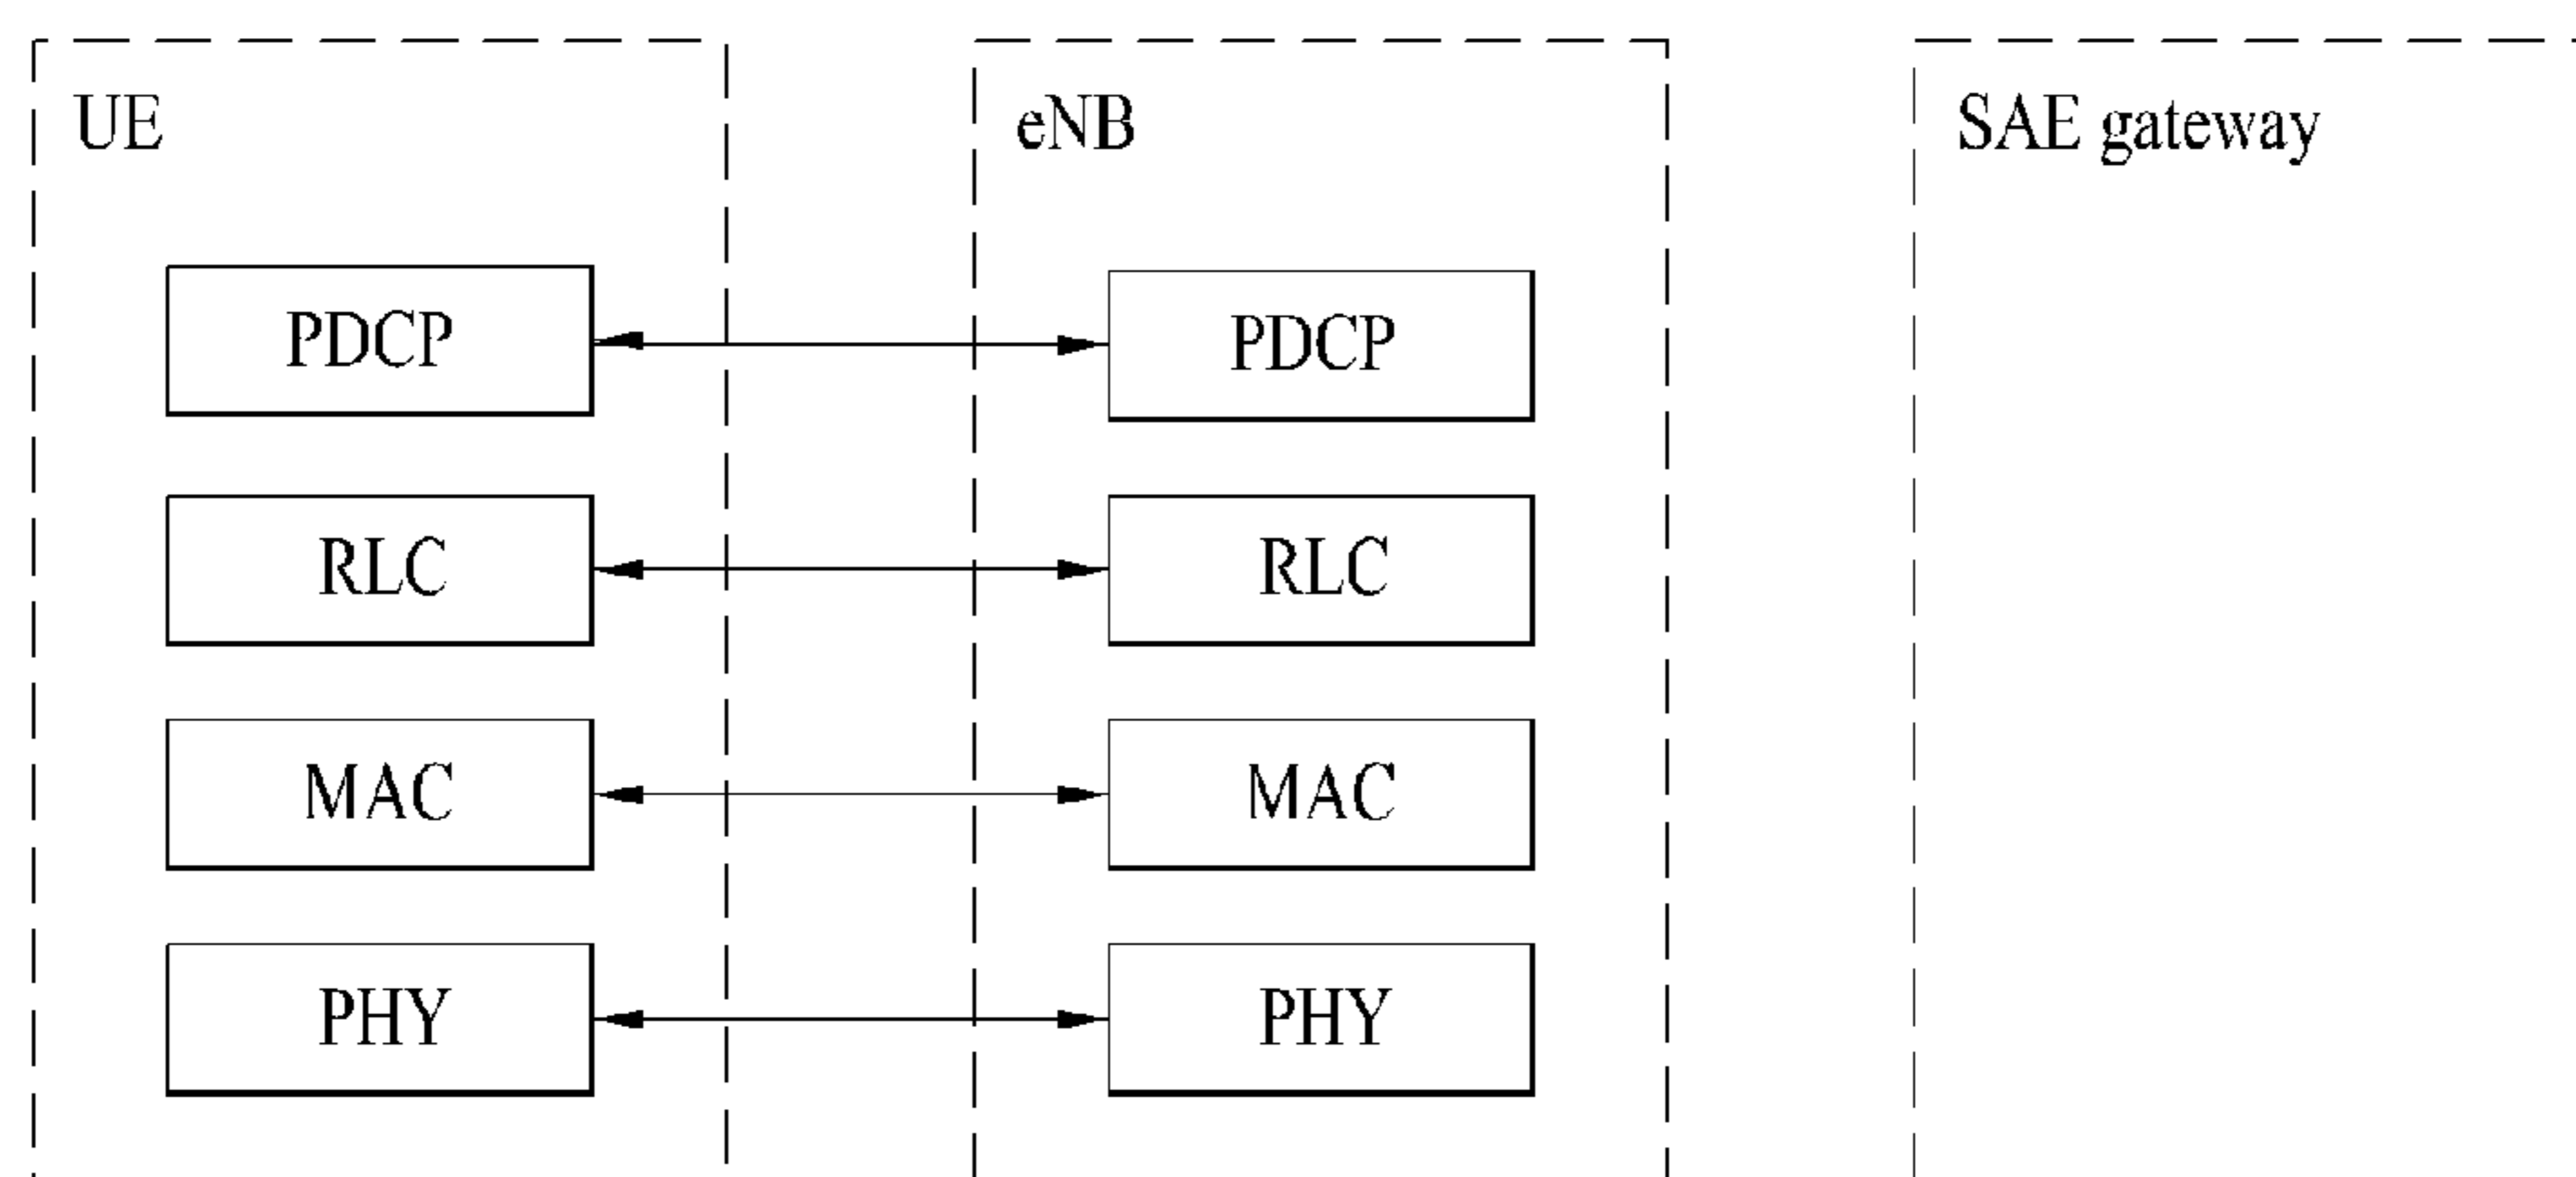 UE
eNB
SAE gateway
PDCP
PDCP
RLC
RLC
MAC
MAC
PHY
PHY